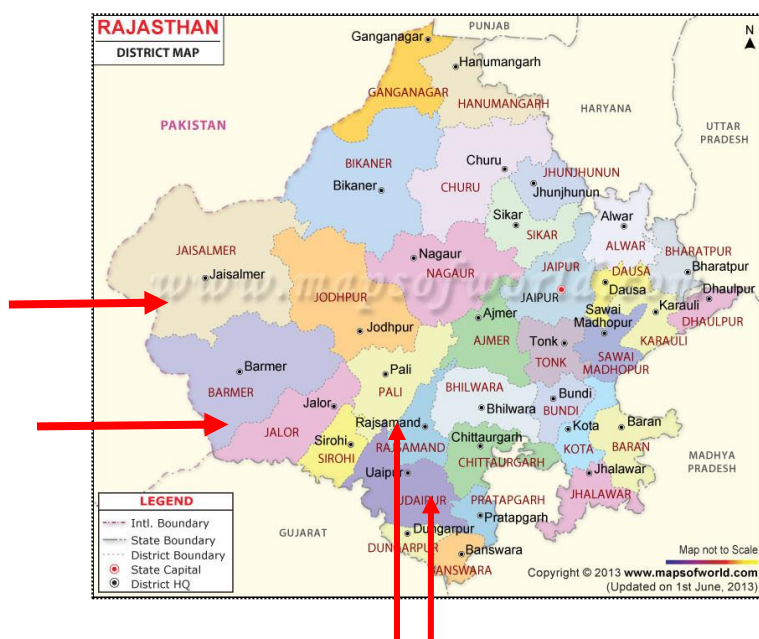 RAJASTHAN
DISTRICT MAP
PUNJAB
N
Ganganagar
Hanumangarh
GANGANAGAR
HANUMANGARH
HARYANA
UTTAR
PRADESH
PAKISTAN
BIKANER
Bikaner
Churu
CHURU
JHUNJHUNUN
Jhunjhunun
Sikar
SIKAR
Alwar
ALWAR
JAISALMER
Jaisalmer
Nagaur
NAGAUR
JAIPUR
JAIPUR
DAUSA
Dausa
BHARATPUR
Bharatpur
www.mapsofworld.com
JODHPUR
Jodhpur
Ajmer
AJMER
Tonk
TONK
Sawai
Madhopur
SAWAI
MADHOPUR
Karauli
KARAULI
Dhaulpur
DHAULPUR
Barmer
BARMER
Pali
PALI
Jalor
JALOR
BHILWARA
Bhilwara
Bundi
BUNDI
Kota
KOTA
Baran
BARAN
Rajsamand
RAJSAMAND
Sirohi
SIROHI
Chittaurgarh
CHITTAURGARH
MADHYA
PRADESH
Uaipur
UDAIPUR
Jhalawar
JHALAWAR
PRATAPGARH
Pratapgarh
GUJARAT
Dungarpur
DUNGARPUR
Banswara
BANSWARA
LEGEND
Intl. Boundary
State Boundary
District Boundary
State Capital
District HQ
Map not to Scale
Copyright © 2013 www.mapsofworld.com
(Updated on 1st June, 2013)